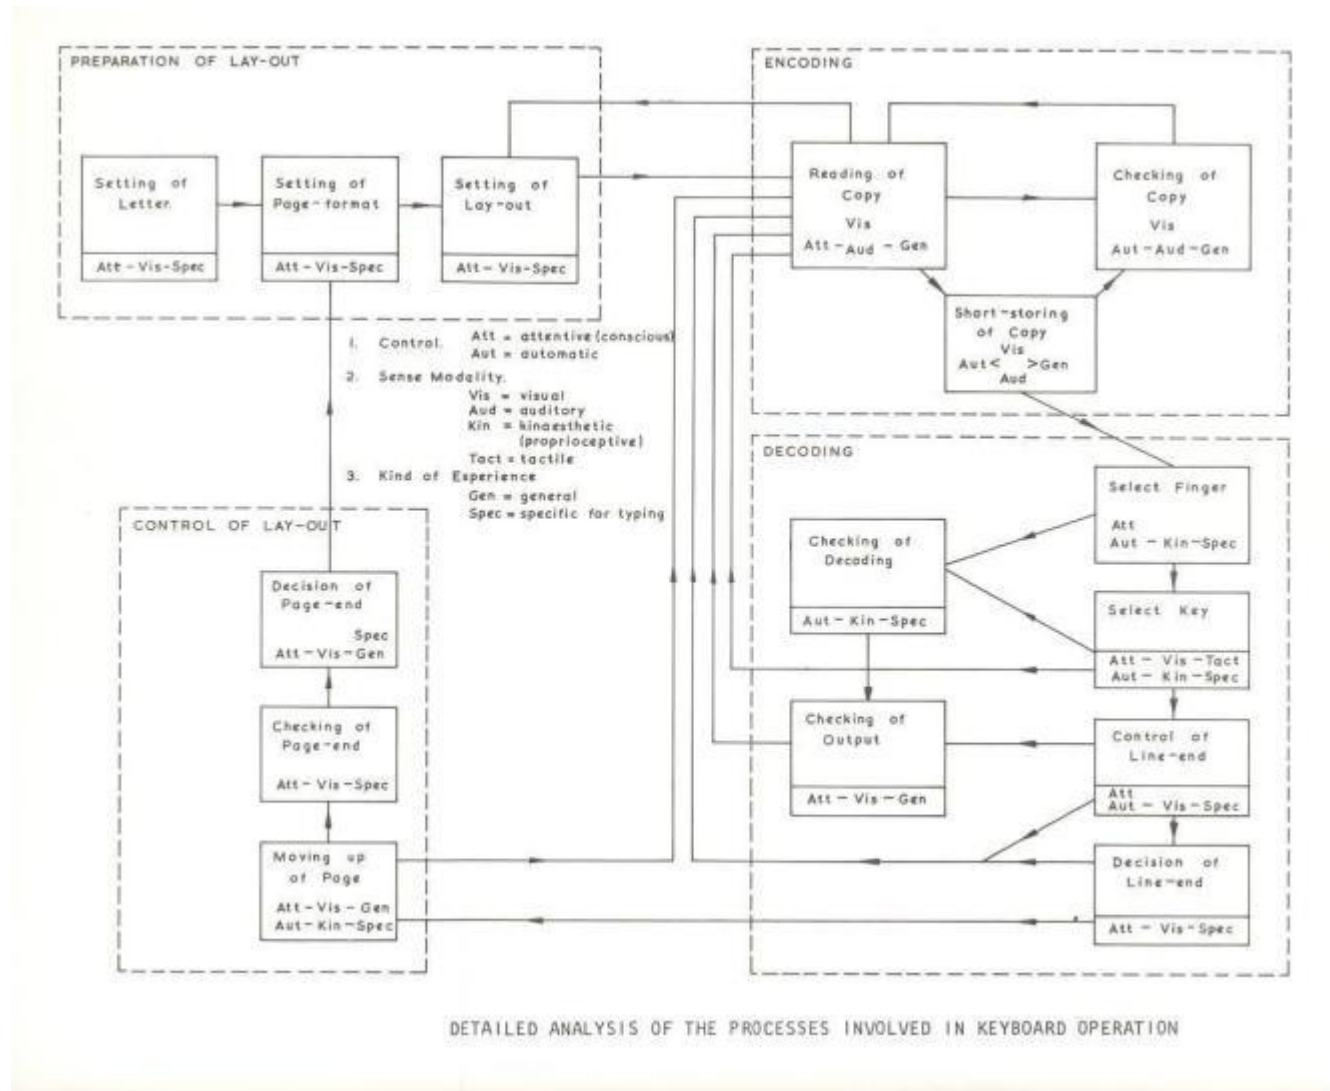 PREPARATION OF LAY-OUT
Setting of
Letter
Att-Vis-Spec
Setting of
Page-format
Att-Vis-Spec
Setting of
Lay-out
Att-Vis-Spec
ENCODING
Reading of
Copy
Vis
Att-Aud-Gen
Checking of
Copy
Vis
Aut-Aud-Gen
Short-storing
of Copy
Vis
Aut< >Gen
Aud
1. Control. Att = attentive (conscious)
Aut = automatic
2. Sense Modality.
Vis = visual
Aud = auditory
Kin = kinaesthetic
(proprioceptive)
Tact = tactile
3. Kind of Experience
Gen = general
Spec = specific for typing
CONTROL OF LAY-OUT
Decision of
Page-end
Spec
Att-Vis-Gen
Checking of
Page-end
Att-Vis-Spec
Moving up
of Page
Att-Vis-Gen
Aut-Kin-Spec
DECODING
Select Finger
Att
Aut-Kin-Spec
Checking of
Decoding
Aut-Kin-Spec
Select Key
Att-Vis-Tact
Aut-Kin-Spec
Checking of
Output
Att-Vis-Gen
Control of
Line-end
Att
Aut-Vis-Spec
Decision of
Line-end
Att-Vis-Spec
DETAILED ANALYSIS OF THE PROCESSES INVOLVED IN KEYBOARD OPERATION